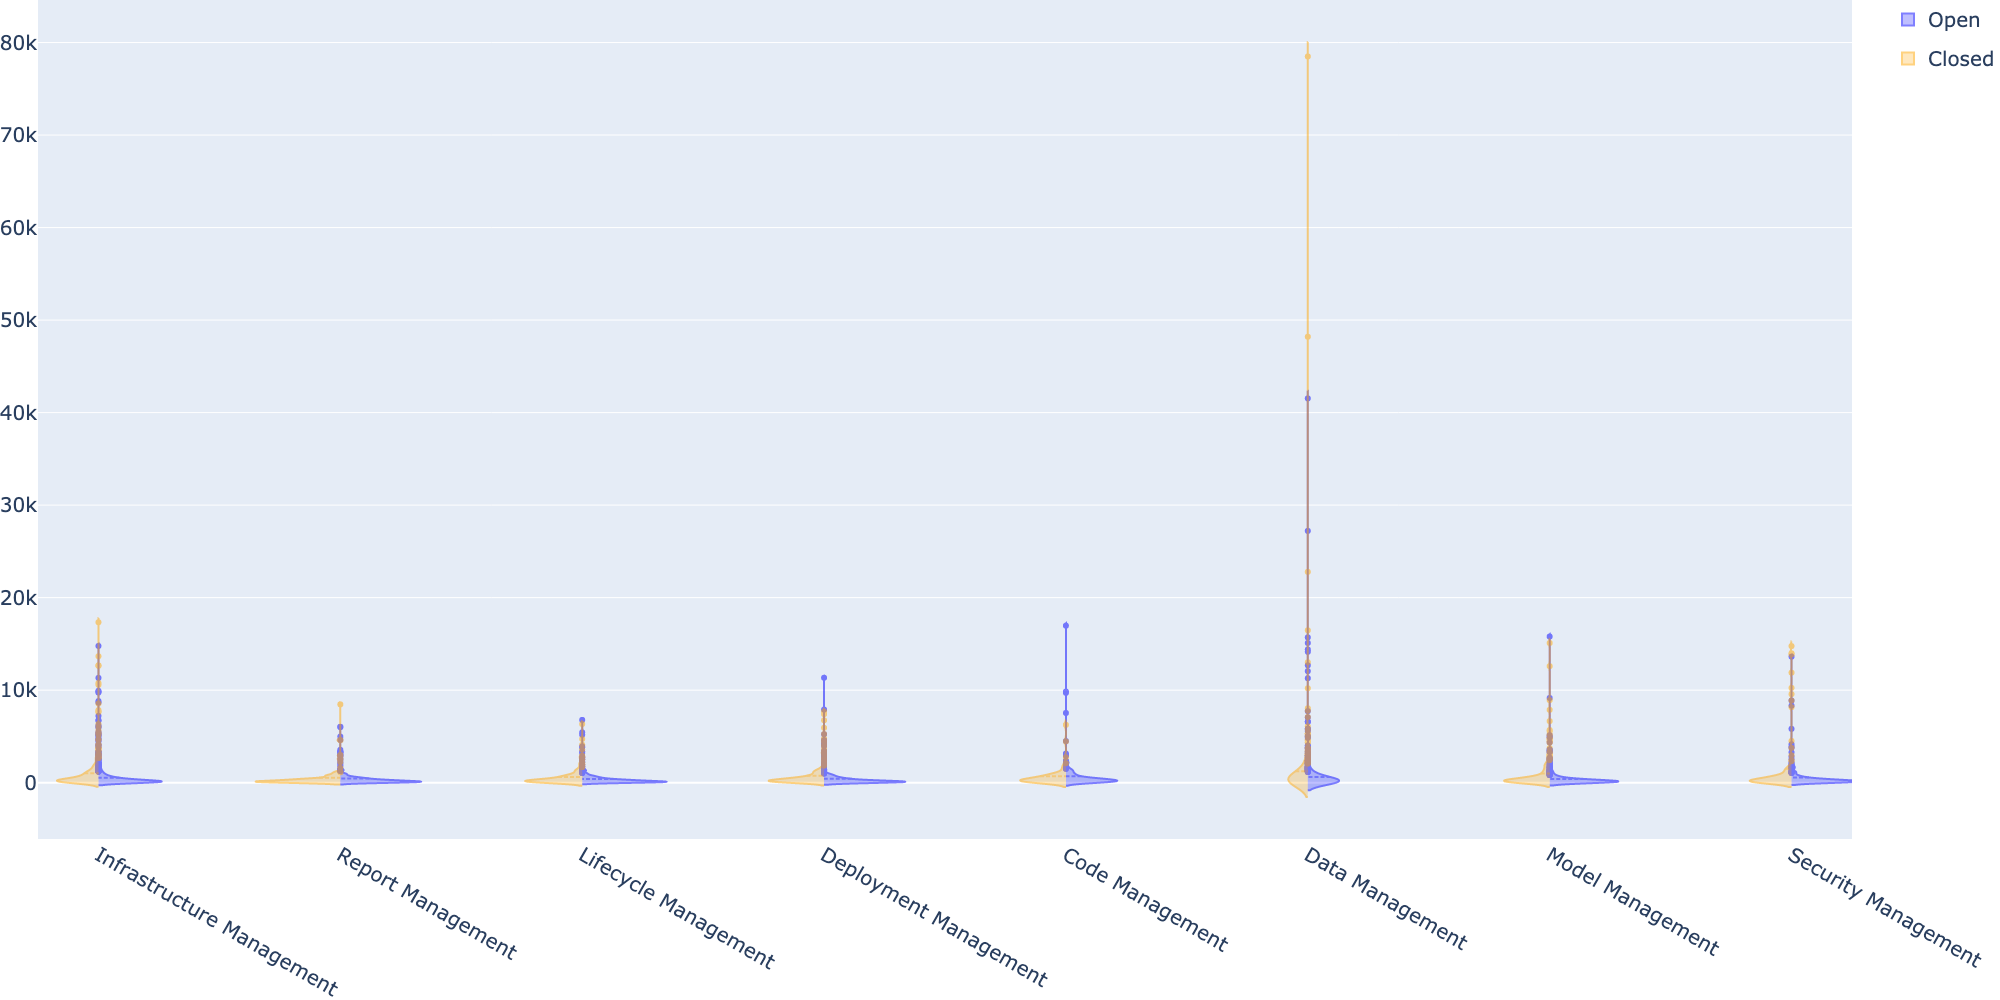 80k
70k
60k
50k
40k
30k
20k
10k
0
Infrastructure Management
Report Management
Lifecycle Management
Deployment Management
Code Management
Data Management
Model Management
Security Management
Open
Closed